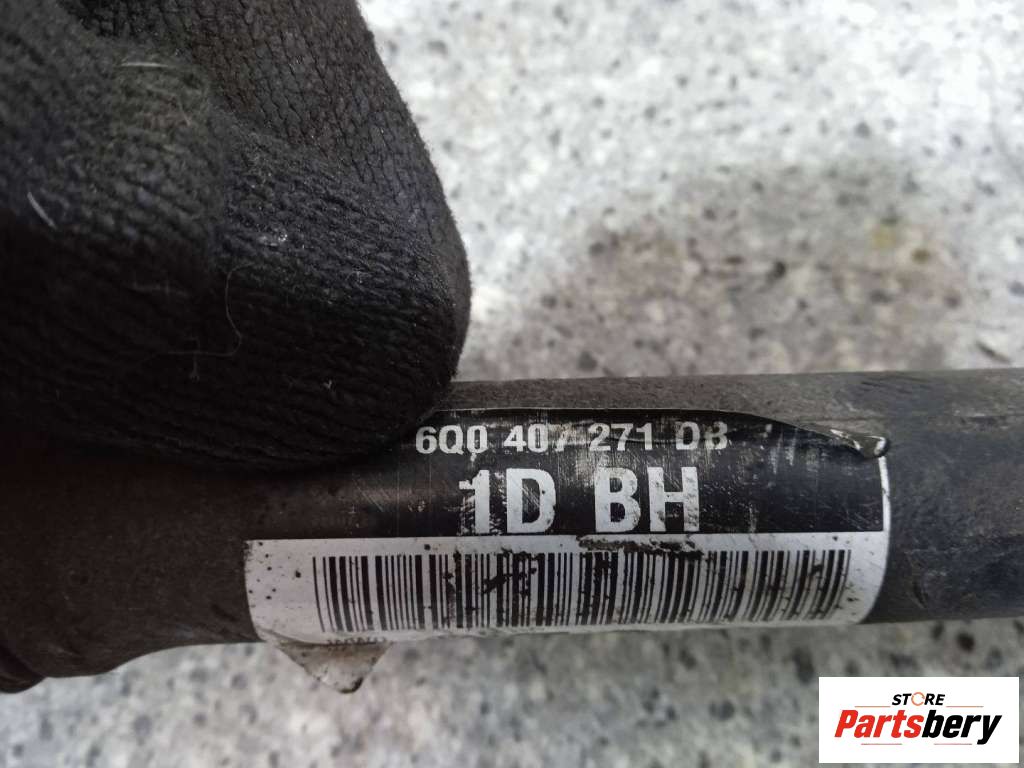 6Q0 407 271 DB
1D BH
STORE
Partsbery